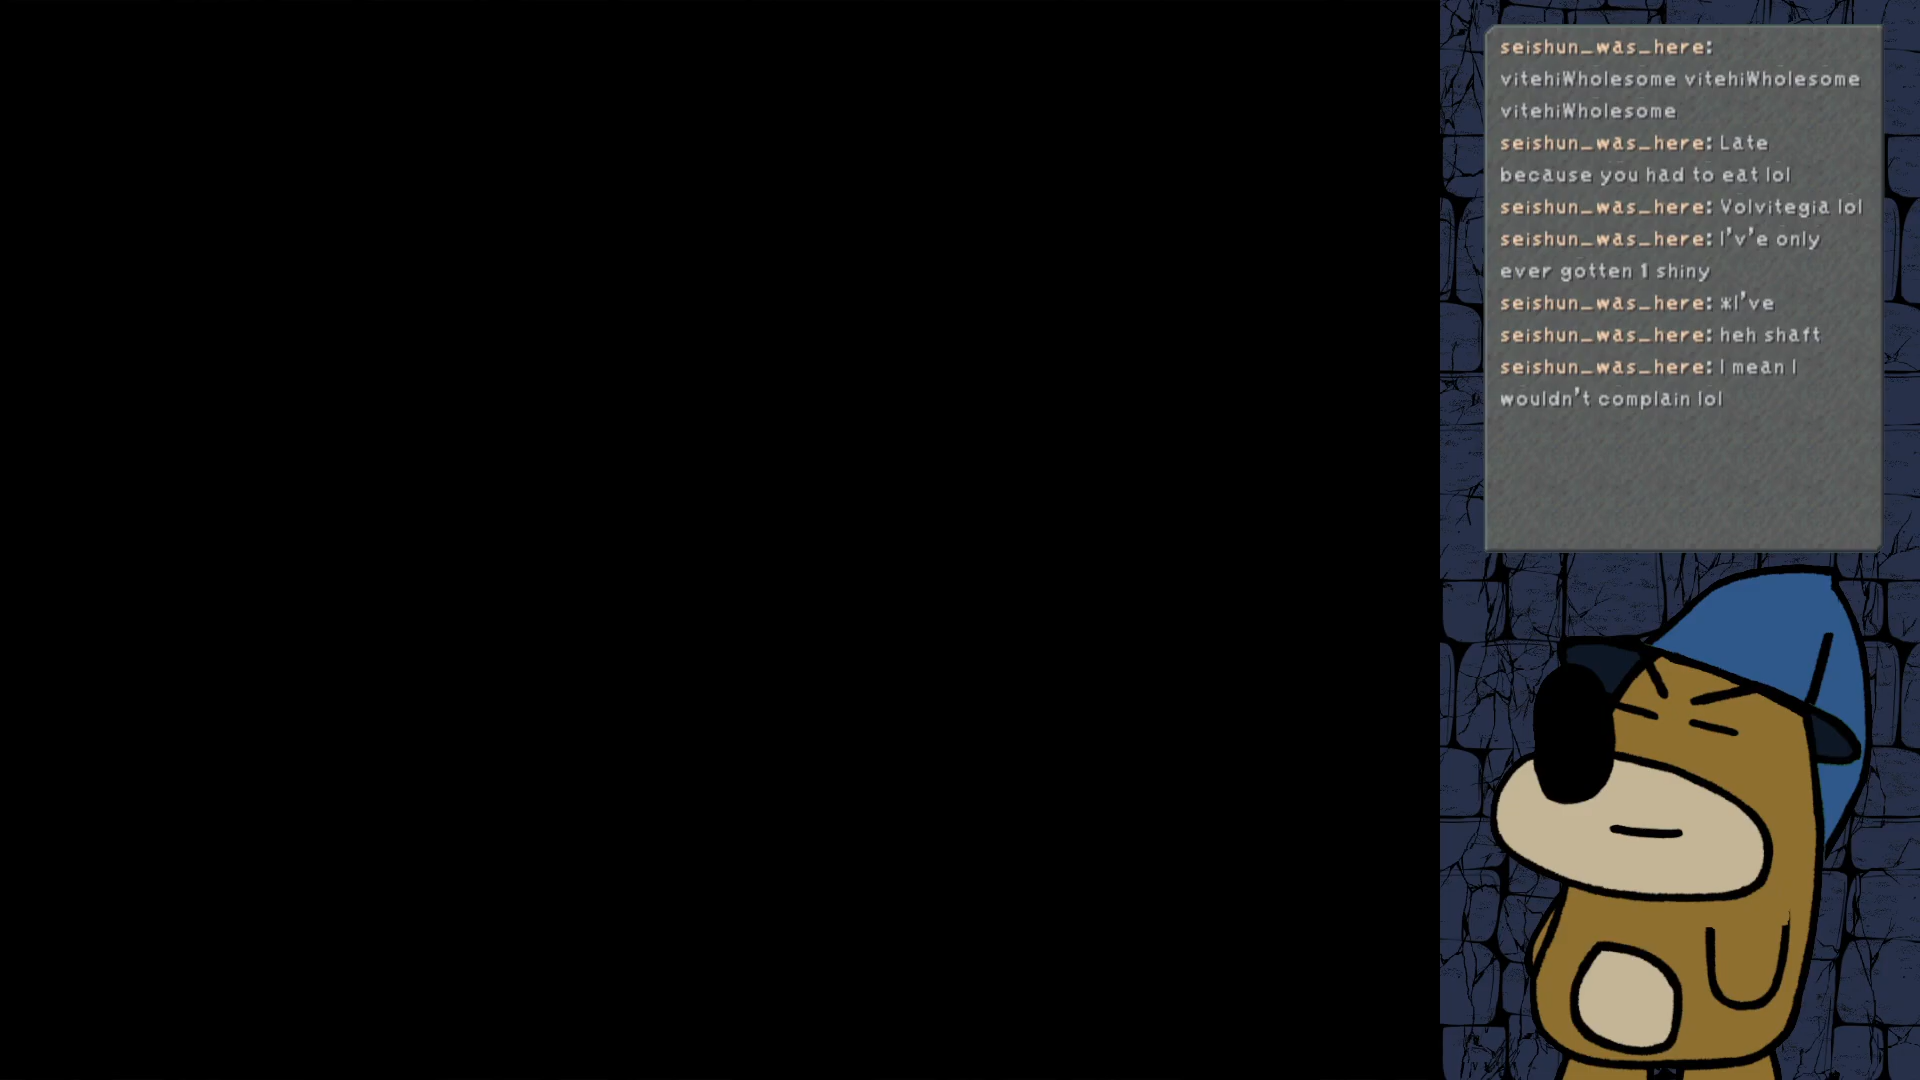 seishun_was_here:
vitehiWholesome vitehiWholesome
vitehiWholesome
seishun_was_here: Late
because you had to eat lol
seishun_was_here: Volvitegia lol
seishun_was_here: I'v'e only
ever gotten 1 shiny
seishun_was_here: *I've
seishun_was_here: heh shaft
seishun_was_here: I mean I
wouldn't complain lol